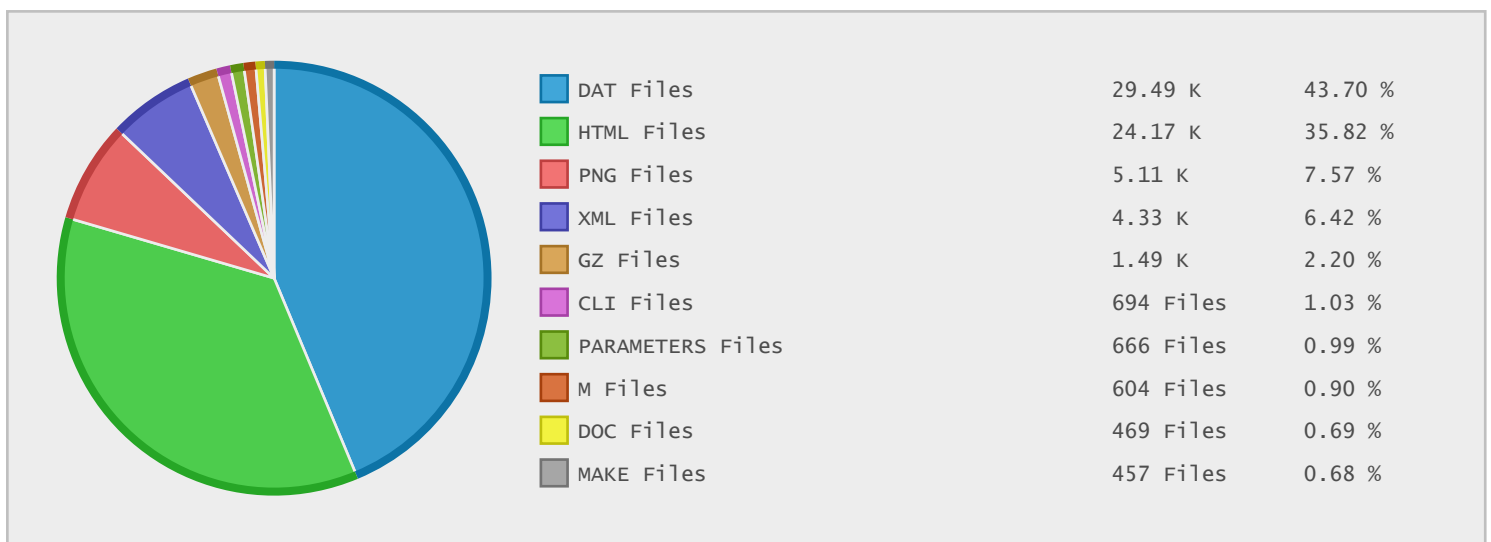 DAT Files 29.49 K 43.70 %
HTML Files 24.17 K 35.82 %
PNG Files 5.11 K 7.57 %
XML Files 4.33 K 6.42 %
GZ Files 1.49 K 2.20 %
CLI Files 694 Files 1.03 %
PARAMETERS Files 666 Files 0.99 %
M Files 604 Files 0.90 %
DOC Files 469 Files 0.69 %
MAKE Files 457 Files 0.68 %